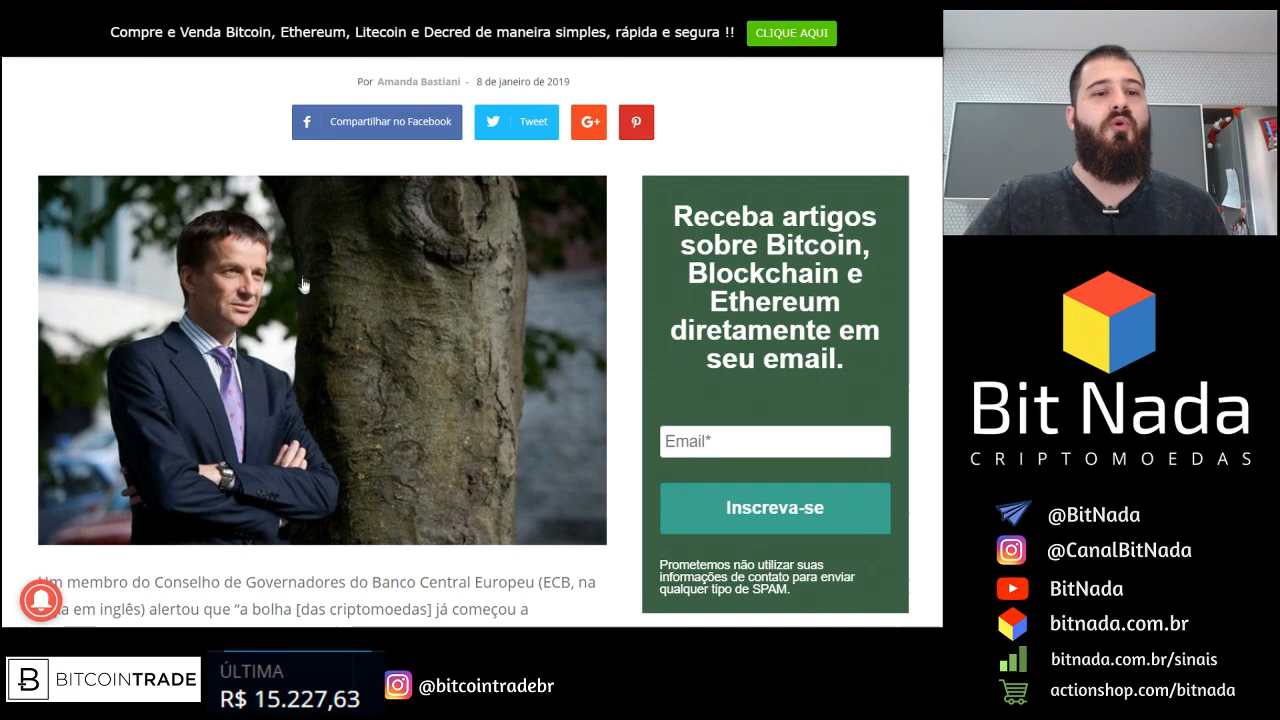 Compre e Venda Bitcoin, Ethereum, Litecoin e Decred de maneira simples, rápida e segura !!
CLIQUE AQUI
Por Amanda Bastiani - 8 de janeiro de 2019
Compartilhar no Facebook
Tweet
G+
Receba artigos
sobre Bitcoin,
Blockchain e
Ethereum
diretamente em
seu email.
Email*
Inscreva-se
Prometemos não utilizar suas
informações de contato para enviar
qualquer tipo de SPAM.
Um membro do Conselho de Governadores do Banco Central Europeu (ECB, na
em inglês) alertou que “a bolha [das criptomoedas] já começou a
Bit Nada
CRIPTOMOEDAS
@BitNada
@CanalBitNada
BitNada
bitnada.com.br
bitnada.com.br/sinais
actionshop.com/bitnada
BITCOINTRADE
ÚLTIMA
R$ 15.227,63
@bitcointradebr